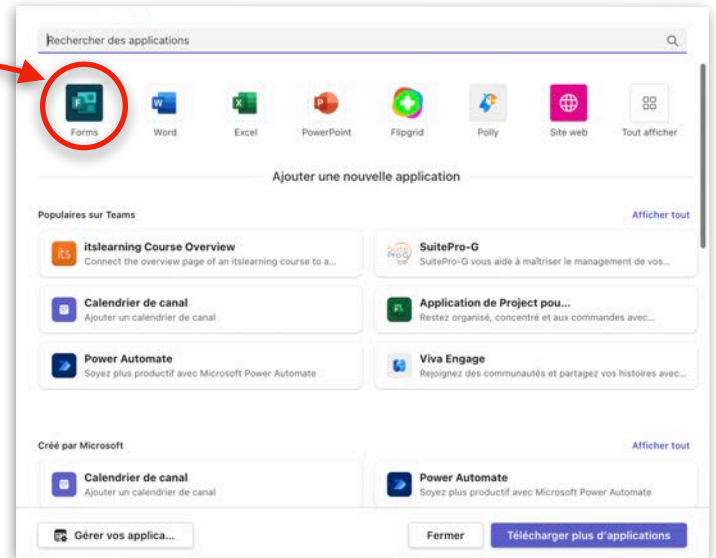 Rechercher des applications
Forms
Word
Excel
PowerPoint
Flipgrid
Polly
Site web
Tout afficher
Ajouter une nouvelle application
Populaires sur Teams
Afficher tout
itslearning Course Overview
Connect the overview page of an itslearning course to a...
SuitePro-G
SuitePro-G vous aide à maîtriser le management de vos...
Calendrier de canal
Ajouter un calendrier de canal
Application de Project pou...
Restez organisé, concentré et aux commandes avec...
Power Automate
Soyez plus productif avec Microsoft Power Automate
Viva Engage
Rejoignez des communautés et partagez vos histoires avec...
Créé par Microsoft
Afficher tout
Calendrier de canal
Ajouter un calendrier de canal
Power Automate
Soyez plus productif avec Microsoft Power Automate
Gérer vos applica...
Fermer
Télécharger plus d'applications